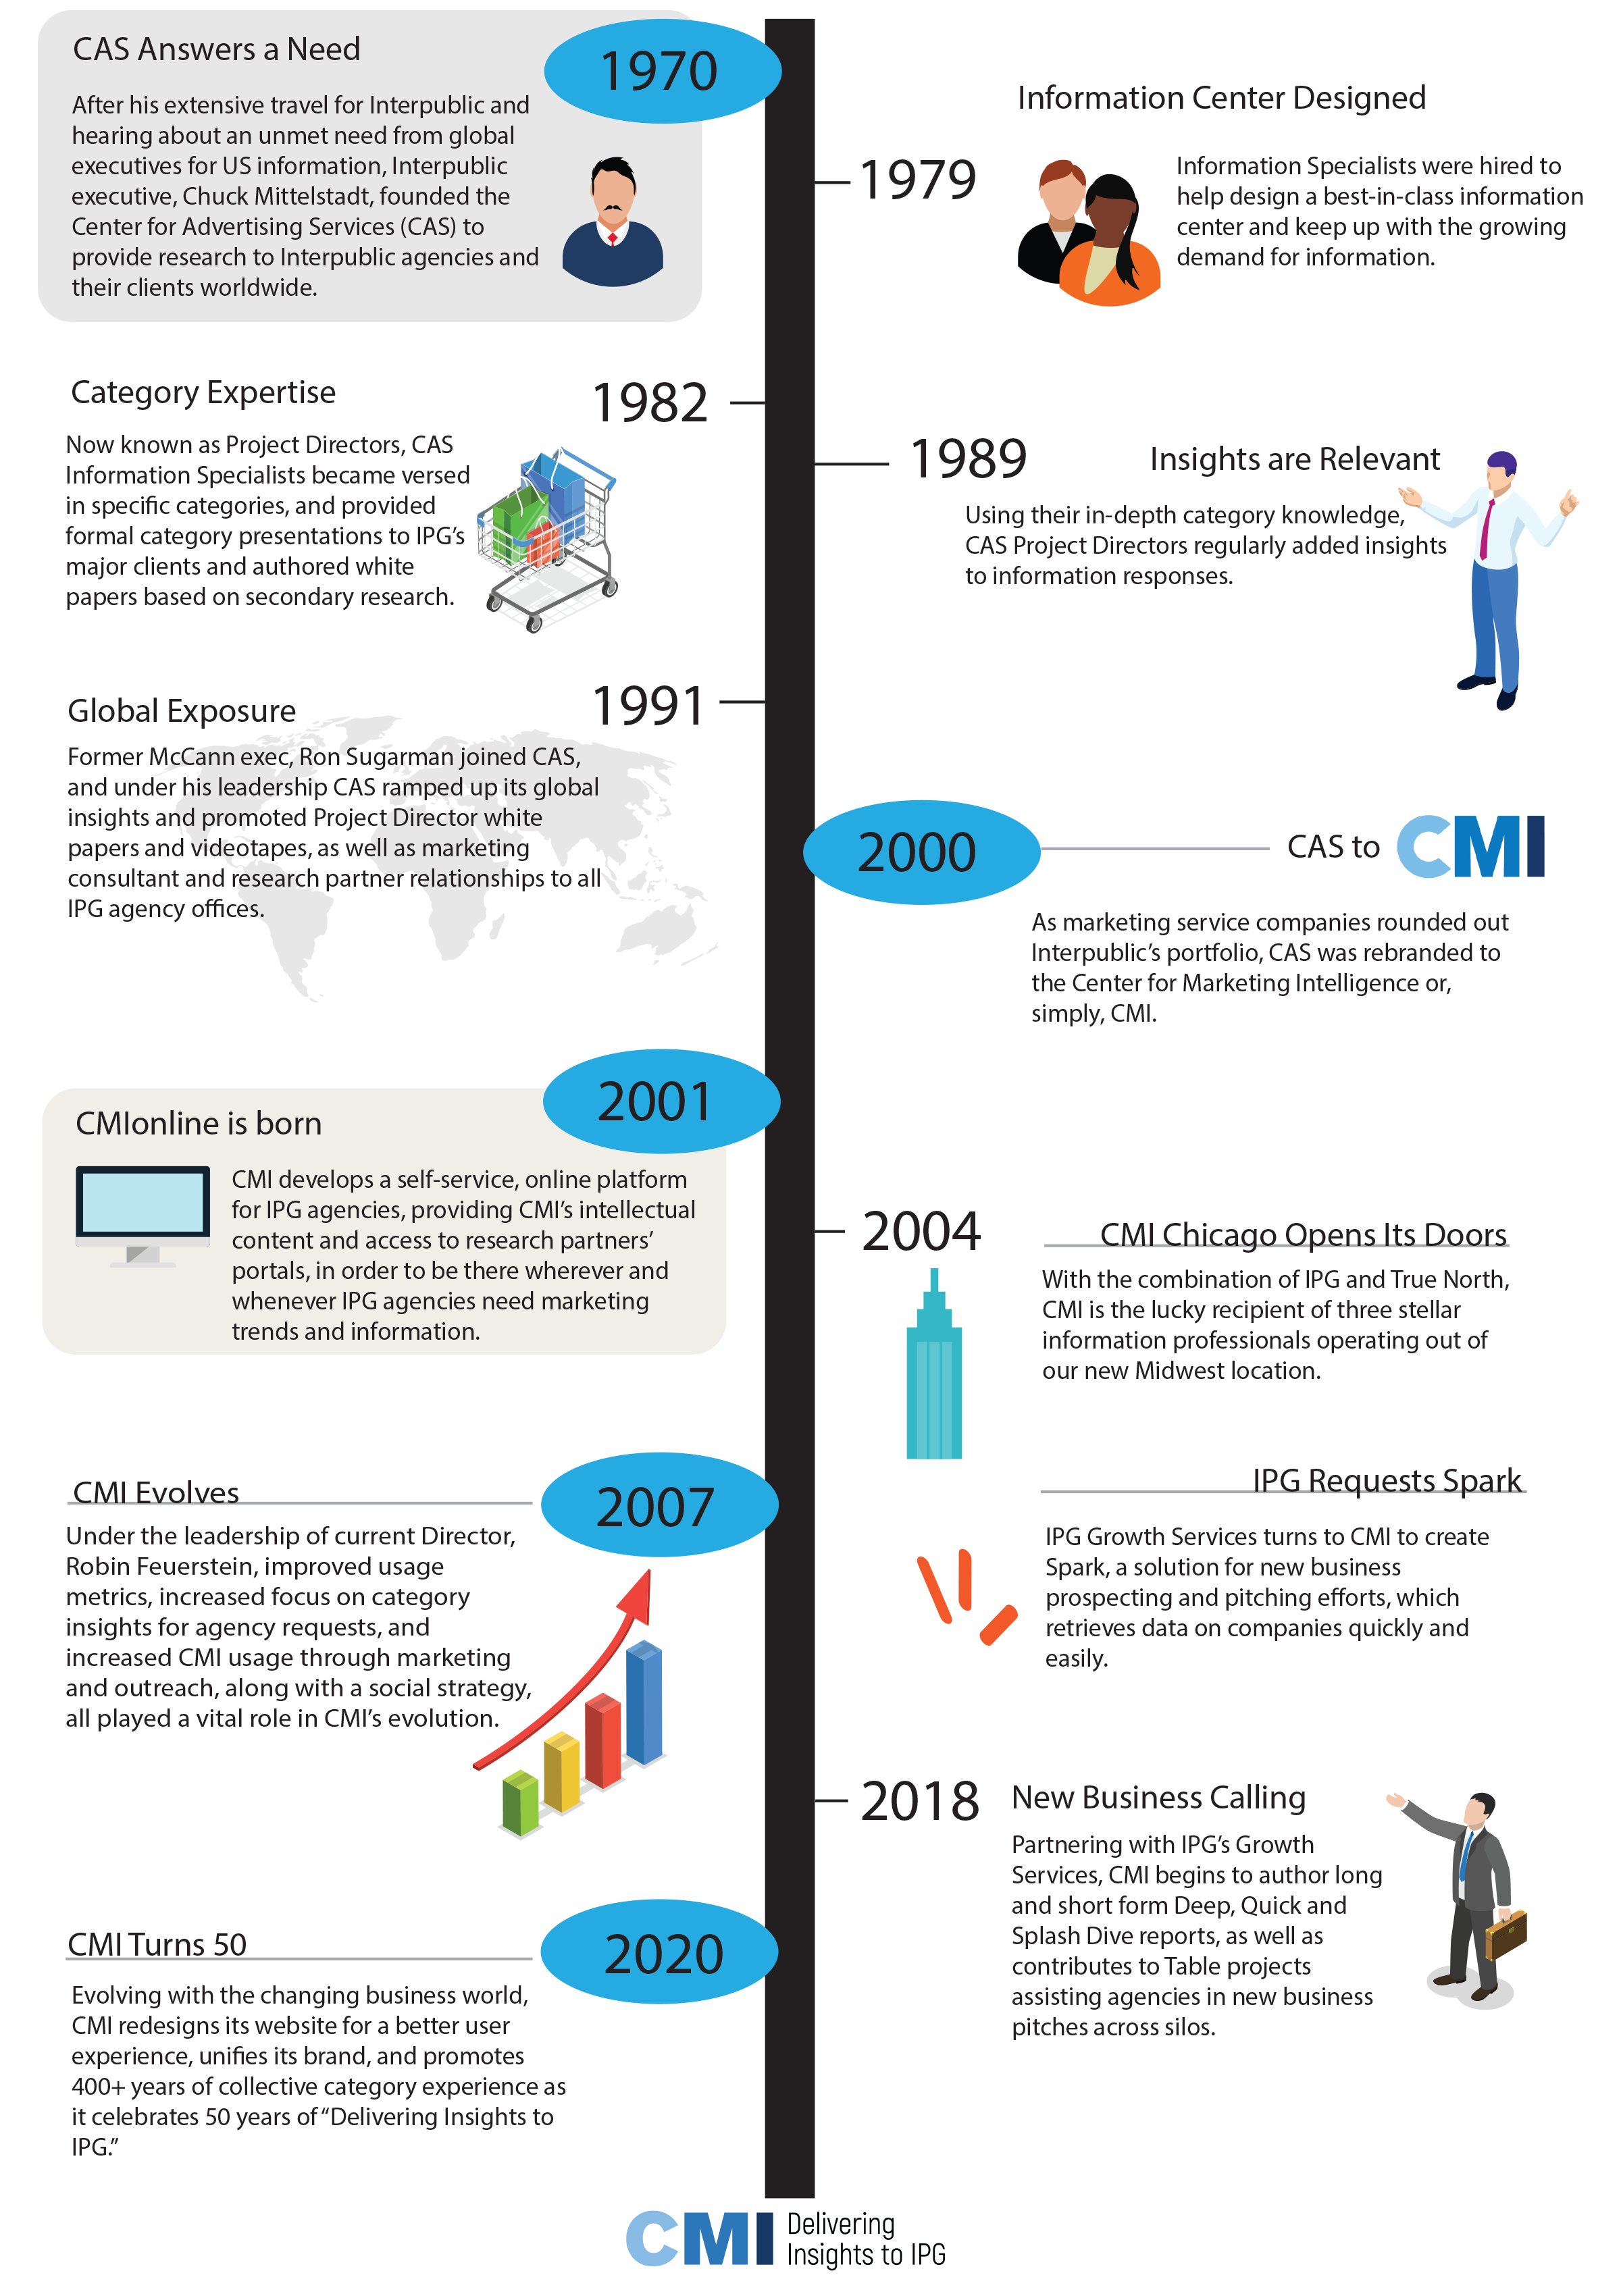 CAS Answers a Need
1970
After his extensive travel for Interpublic and
hearing about an unmet need from global
executives for US information, Interpublic
executive, Chuck Mittelstadt, founded the
Center for Advertising Services (CAS) to
provide research to Interpublic agencies and
their clients worldwide.
Information Center Designed
1979
Information Specialists were hired to
help design a best-in-class information
center and keep up with the growing
demand for information.
Category Expertise
1982
Now known as Project Directors, CAS
Information Specialists became versed
in specific categories, and provided
formal category presentations to IPG's
major clients and authored white
papers based on secondary research.
1989
Insights are Relevant
Using their in-depth category knowledge,
CAS Project Directors regularly added insights
to information responses.
Global Exposure
1991
Former McCann exec, Ron Sugarman joined CAS,
and under his leadership CAS ramped up its global
insights and promoted Project Director white
papers and videotapes, as well as marketing
consultant and research partner relationships to all
IPG agency offices.
2000
CAS to CMI
As marketing service companies rounded out
Interpublic's portfolio, CAS was rebranded to
the Center for Marketing Intelligence or,
simply, CMI.
2001
CMIonline is born
CMI develops a self-service, online platform
for IPG agencies, providing CMI's intellectual
content and access to research partners'
portals, in order to be there wherever and
whenever IPG agencies need marketing
trends and information.
2004
CMI Chicago Opens Its Doors
With the combination of IPG and True North,
CMI is the lucky recipient of three stellar
information professionals operating out of
our new Midwest location.
CMI Evolves
2007
Under the leadership of current Director,
Robin Feuerstein, improved usage
metrics, increased focus on category
insights for agency requests, and
increased CMI usage through marketing
and outreach, along with a social strategy,
all played a vital role in CMI's evolution.
IPG Requests Spark
IPG Growth Services turns to CMI to create
Spark, a solution for new business
prospecting and pitching efforts, which
retrieves data on companies quickly and
easily.
2018
New Business Calling
Partnering with IPG's Growth
Services, CMI begins to author long
and short form Deep, Quick and
Splash Dive reports, as well as
contributes to Table projects
assisting agencies in new business
pitches across silos.
CMI Turns 50
2020
Evolving with the changing business world,
CMI redesigns its website for a better user
experience, unifies its brand, and promotes
400+ years of collective category experience as
it celebrates 50 years of "Delivering Insights to
IPG."
CMI
Delivering
Insights to IPG